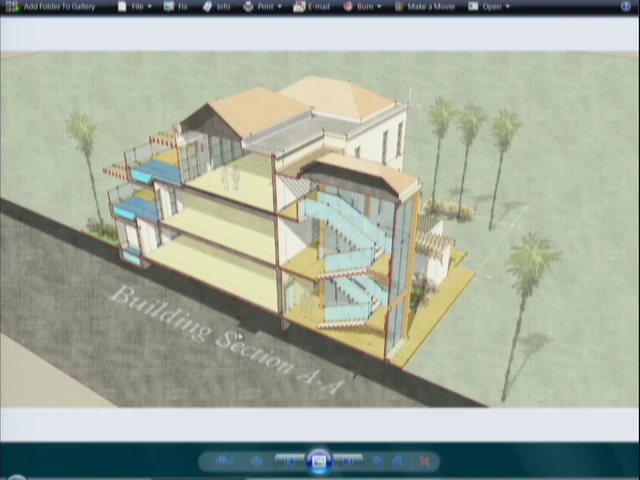 Add Folder To Gallery File Fix Info Print E-mail Burn Make a Movie Open ?
Building Section A-A